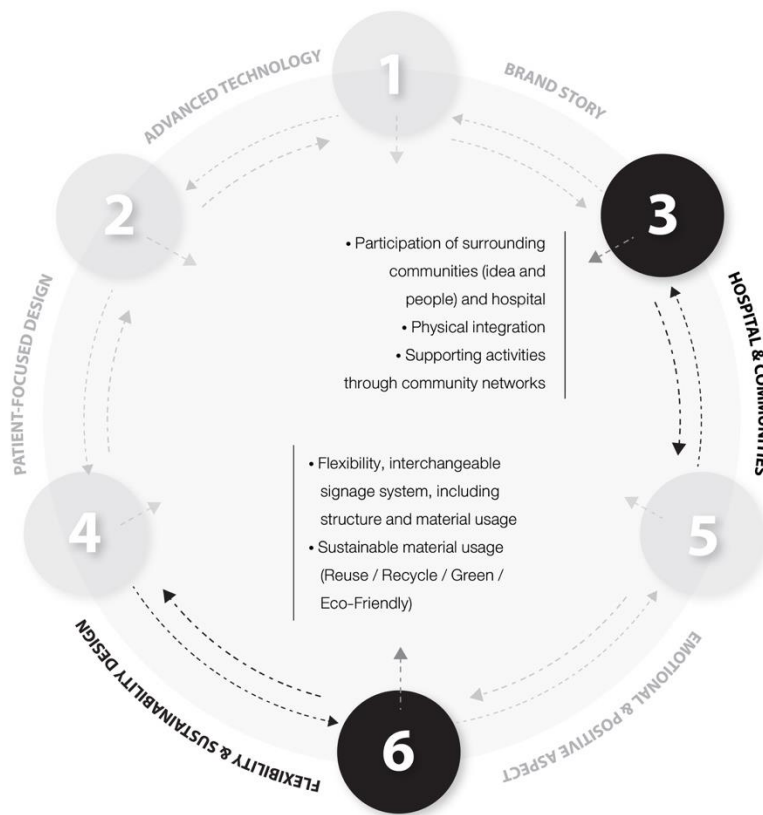 1
ADVANCED TECHNOLOGY
BRAND STORY
2
3
• Participation of surrounding
communities (idea and
people) and hospital
• Physical integration
• Supporting activities
through community networks
PATIENT-FOCUSED DESIGN
HOSPITAL & COMMUNITIES
• Flexibility, interchangeable
signage system, including
structure and material usage
• Sustainable material usage
(Reuse / Recycle / Green /
Eco-Friendly)
4
5
FLEXIBILITY & SUSTAINABILITY DESIGN
EMOTIONAL & POSITIVE ASPECT
6